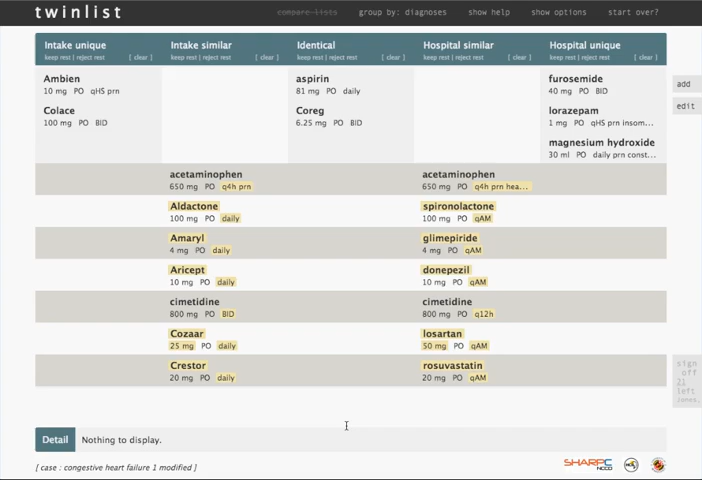 twinlist
compare lists group by: diagnoses show help show options start over?
Intake unique Intake similar Identical Hospital similar Hospital unique
keep rest | reject rest [ clear ] keep rest | reject rest [ clear ] keep rest | reject rest [ clear ] keep rest | reject rest [ clear ] keep rest | reject rest [ clear ]
Ambien aspirin furosemide
10 mg PO qHS prn 81 mg PO daily 40 mg PO BID
add
Colace Coreg lorazepam
edit
100 mg PO BID 6.25 mg PO BID 1 mg PO qHS prn insom...
magnesium hydroxide
30 ml PO daily prn const...
acetaminophen acetaminophen
650 mg PO q4h prn 650 mg PO q4h prn hea...
Aldactone spironolactone
100 mg PO daily 100 mg PO qAM
Amaryl glimepiride
4 mg PO daily 4 mg PO qAM
Aricept donepezil
10 mg PO daily 10 mg PO qAM
cimetidine cimetidine
800 mg PO BID 800 mg PO q12h
Cozaar losartan
25 mg PO daily 50 mg PO qAM
Crestor rosuvastatin
20 mg PO daily 20 mg PO qAM
sign
off
21
left
zones.
Detail Nothing to display.
[ case : congestive heart failure 1 modified ]
SHARPC
NCCD